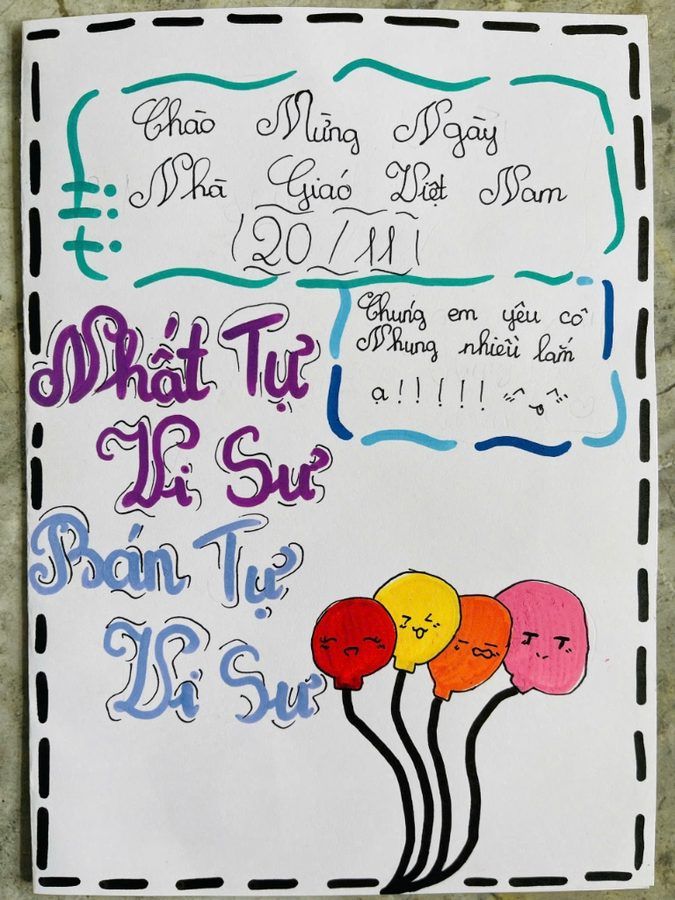 Chào Mừng Ngày
Nhà Giáo Việt Nam
20/11
Chúng em yêu cô
Nhung nhiều lắm
ạ!!!!!
Nhất Tự
Vi Sư
Bán Tự
Vi Sư